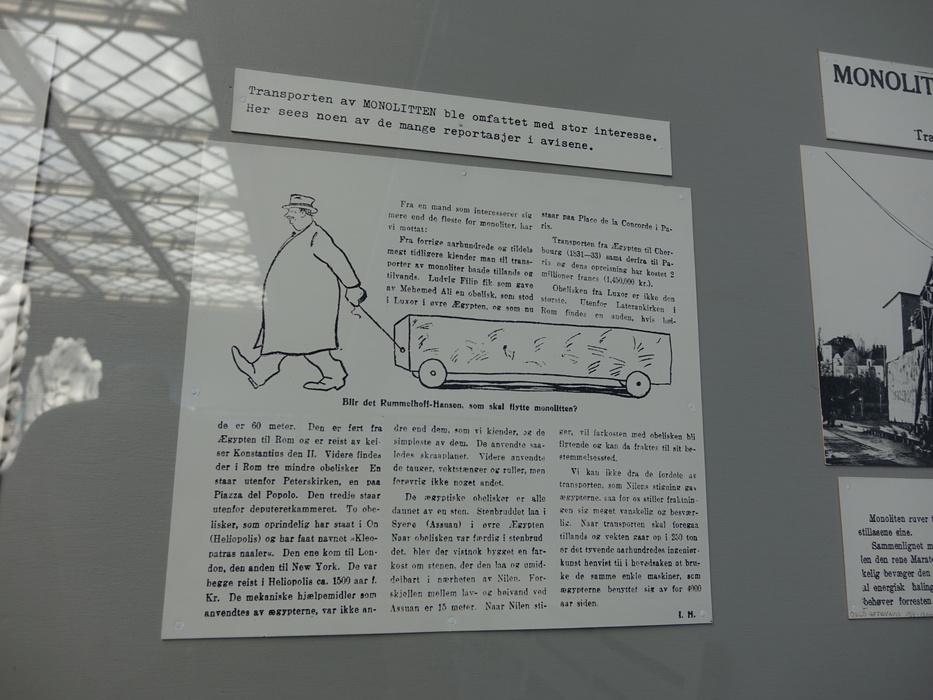 Transporten av MONOLITTEN ble omfattet med stor interesse.
Her sees noen av de mange reportasjer i avisene.
Fra en mand som interesserer sig
mere end de fleste for monoliter, har
vi mottat:
Fra forrige aarhundrede og tildels
megt tidligere kjender man til trans-
porter av monoliter baade tillands og
tilvands. Ludvig Filip fik som gave
av Mehemed Ali en obelisk, som stod
i Luxor i øvre Ægypten, og som nu
staar paa Place de la Concorde i Pa-
ris.
Transporten fra Ægypten til Cher-
bourg (1831—33) samt derfra til Pa-
ris og dens opreisning har kostet 2
millioner francs (1,450,000 kr.).
Obelisken fra Luxor er ikke den
største. Utenfor Laterankirken i
Rom findes en anden, hvis høi-
Blir det Rummelhoff-Hansen, som skal flytte monolitten?
de er 60 meter. Den er ført fra
Ægypten til Rom og er reist av kei-
ser Konstantius den II. Videre findes
der i Rom tre mindre obelisker En
staar utenfor Peterskirken, en paa
Piazza del Popolo. Den tredje staar
utenfor deputeretkammeret. To obe-
lisker, som oprindelig har staat i On
(Heliopolis) og har faat navnet «Kleo-
patras naaler». Den ene kom til Lon-
don, den anden til New York. De var
begge reist i Heliopolis ca. 1500 aar f.
Kr. De mekaniske hjælpemidler som
anvendtes av ægypterne, var ikke an-
dre end dem, som vi kjender, og de
simpleste av dem. De anvendte saa-
ledes skraaplanet. Videre anvendte
de tauger, vektstænger og ruller, men
forøvrig ikke noget andet.
De ægyptiske obelisker er alle
dannet av en sten. Stenbruddet laa i
Syene (Assuan) i øvre Ægypten
Naar obelisken var færdig i stenbrud
det, blev der vistnok bygget en far-
kost om stenen, der den laa og umid-
delbart i nærheten av Nilen. For-
skjellen mellem lav- og høivand ved
Assuan er 15 meter. Naar Nilen sti-
ger, vil farkosten med obelisken bli
flytende og kan da fraktes til sit be-
stemmelsessted.
Vi kan ikke dra de fordele av
transporten, som Nilens stigning gav
ægypterne, saa for os stiller fraktnin-
gen sig meget vanskelig og besvær-
lig. Naar transporten skal foregaa
tillands og vekten gaar op i 250 ton
er det tyvende aarhundredes ingeniør-
kunst henvist til i hovedsaken at bru-
ke de samme enkle maskiner, som
ægypterne benyttet sig av for 4000
aar siden.
I. H.
MONOLIT
Tra
Monoliten raver
stillasene sine.
Sammenlignet m
len den rene Marat
kelig bevæger den
al energisk haling
behøver forresten